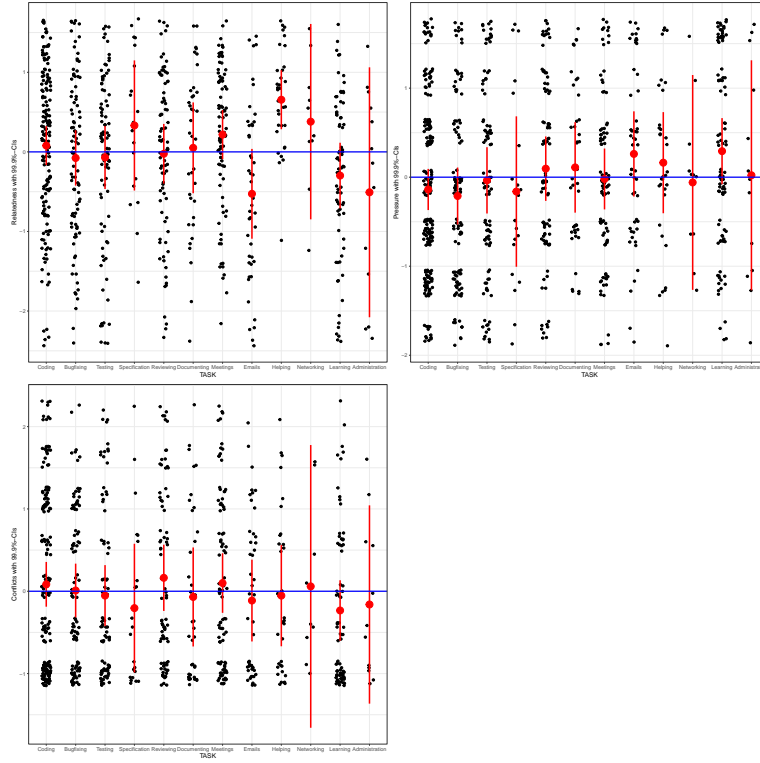 Relatedness with 99.9%-CIs
1
0
−1
−2
Coding Bugfixing Testing Specification Reviewing Documenting Meetings Emails Helping Networking Learning Administration
TASK
Pressure with 99.9%-CIs
1
0
−1
−2
Coding Bugfixing Testing Specification Reviewing Documenting Meetings Emails Helping Networking Learning Administration
TASK
Conflicts with 99.9%-CIs
2
1
0
−1
Coding Bugfixing Testing Specification Reviewing Documenting Meetings Emails Helping Networking Learning Administration
TASK